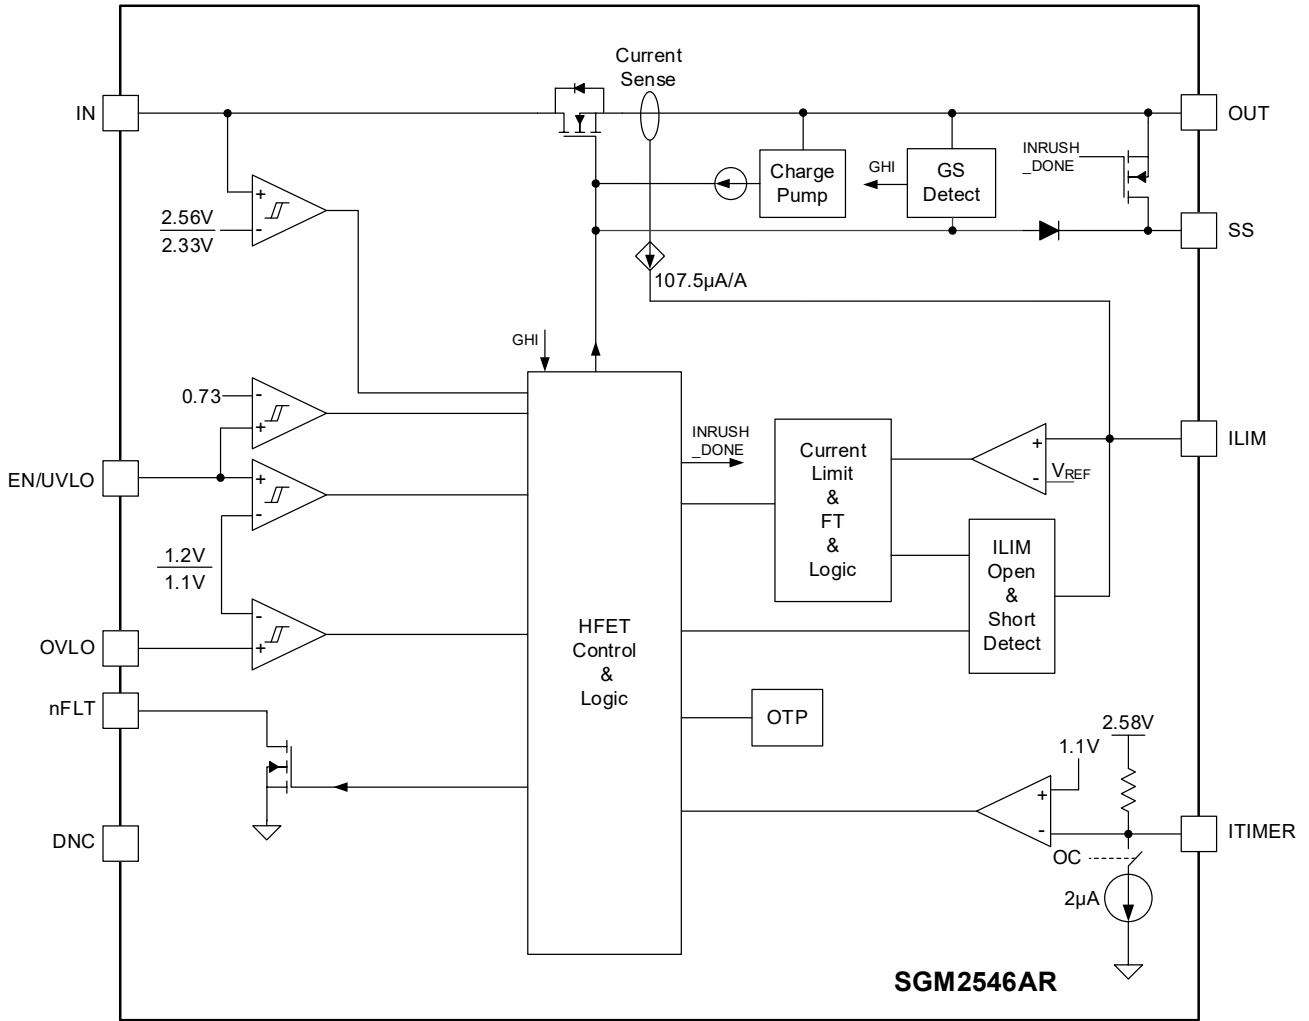 Current
Sense
IN
OUT
INRUSH
_DONE
Charge
Pump
GHI
GS
Detect
+
-
2.56V
2.33V
SS
107.5µA/A
GHI
0.73
-
+
INRUSH
_DONE
Current
Limit
&
FT
&
Logic
+
-
VREF
ILIM
EN/UVLO
+
-
1.2V
1.1V
ILIM
Open
&
Short
Detect
-
+
OVLO
HFET
Control
&
Logic
nFLT
OTP
2.58V
1.1V
+
-
DNC
ITIMER
OC
2µA
SGM2546AR